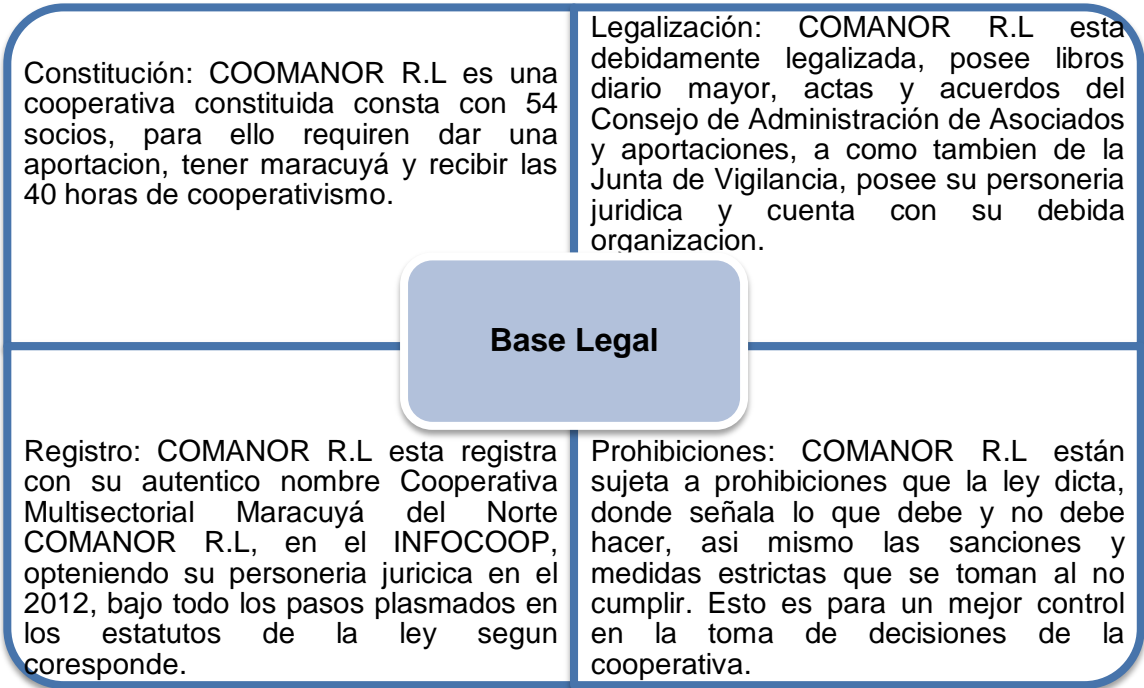 Constitución: COOMANOR R.L es una
cooperativa constituida consta con 54
socios, para ello requiren dar una
aportacion, tener maracuyá y recibir las
40 horas de cooperativismo.
Legalización: COMANOR R.L esta
debidamente legalizada, posee libros
diario mayor, actas y acuerdos del
Consejo de Administración de Asociados
y aportaciones, a como tambien de la
Junta de Vigilancia, posee su personeria
juridica y cuenta con su debida
organizacion.
Base Legal
Registro: COMANOR R.L esta registra
con su autentico nombre Cooperativa
Multisectorial Maracuyá del Norte
COMANOR R.L, en el INFOCOOP,
opteniendo su personeria juricica en el
2012, bajo todo los pasos plasmados en
los estatutos de la ley segun
coresponde.
Prohibiciones: COMANOR R.L están
sujeta a prohibiciones que la ley dicta,
donde señala lo que debe y no debe
hacer, asi mismo las sanciones y
medidas estrictas que se toman al no
cumplir. Esto es para un mejor control
en la toma de decisiones de la
cooperativa.